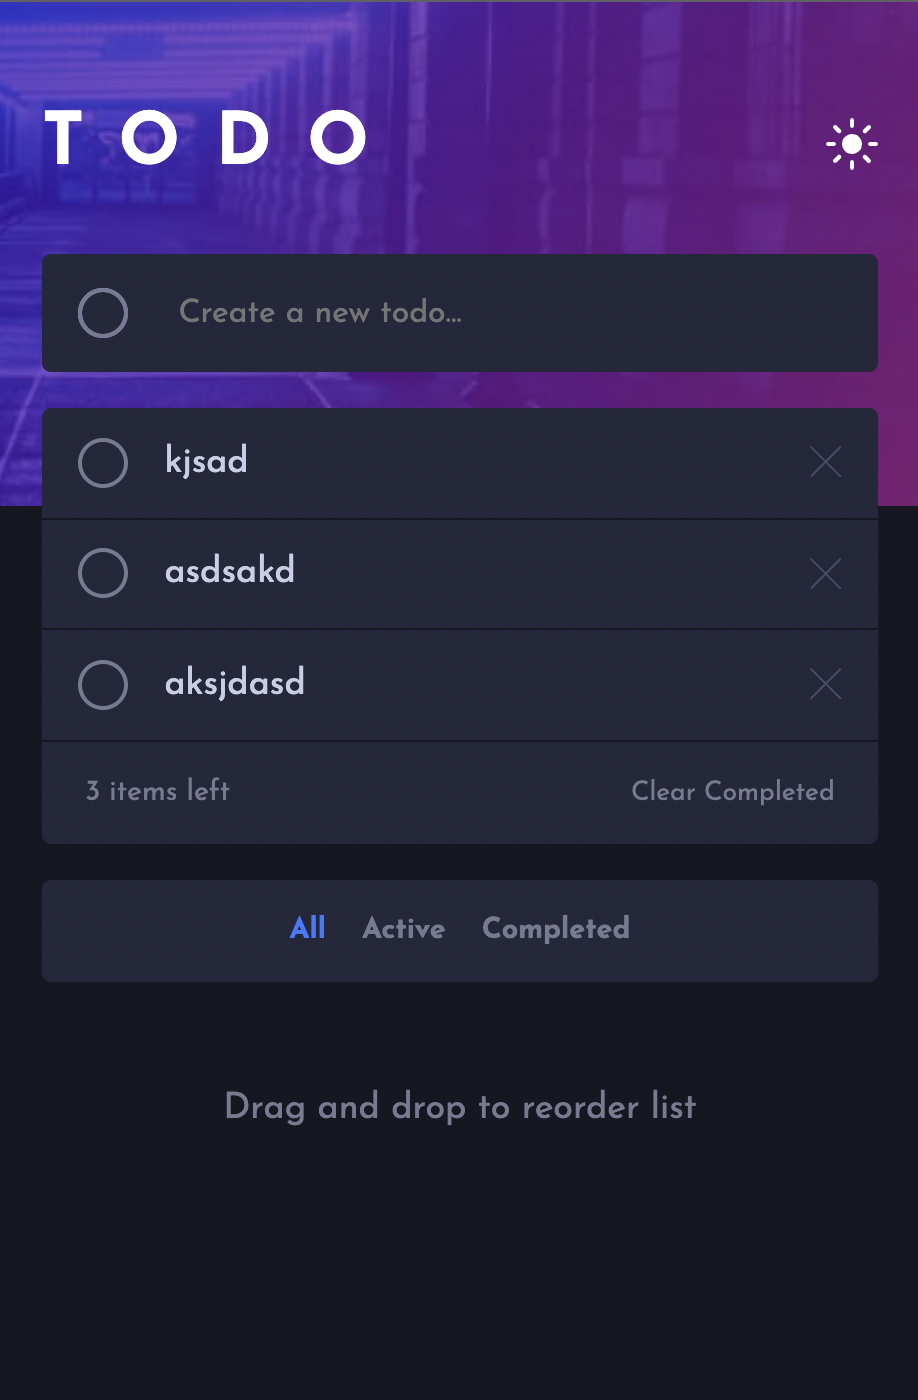 T O D O
Create a new todo...
kjsad
asdsakd
aksjdasd
3 items left Clear Completed
All Active Completed
Drag and drop to reorder list